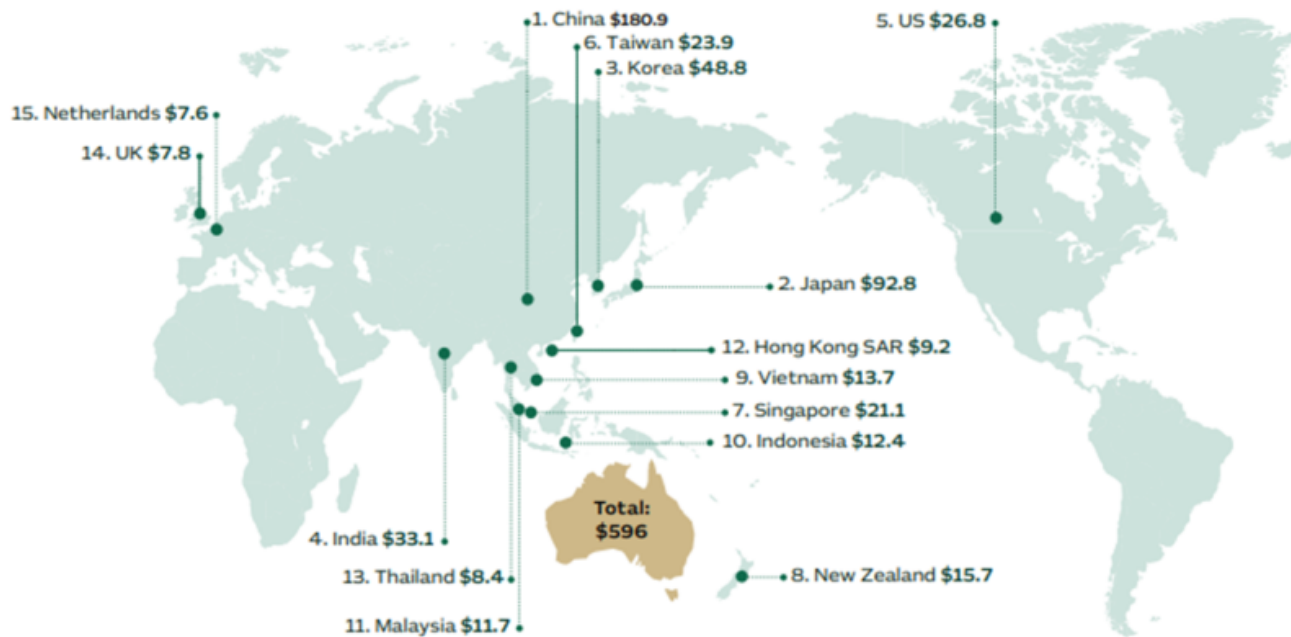 1. China $180.9
5. US $26.8
6. Taiwan $23.9
3. Korea $48.8
15. Netherlands $7.6
14. UK $7.8
2. Japan $92.8
12. Hong Kong SAR $9.2
9. Vietnam $13.7
7. Singapore $21.1
10. Indonesia $12.4
Total:
$596
4. India $33.1
13. Thailand $8.4
8. New Zealand $15.7
11. Malaysia $11.7